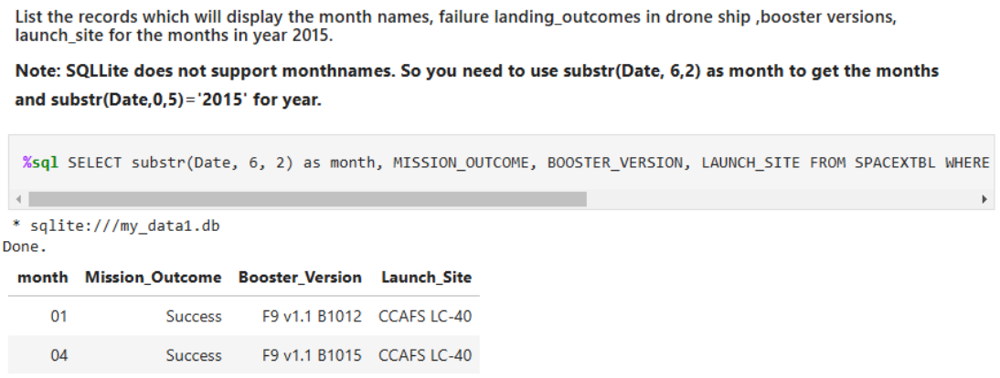 List the records which will display the month names, failure landing_outcomes in drone ship ,booster versions,
launch_site for the months in year 2015.
Note: SQLLite does not support monthnames. So you need to use substr(Date, 6,2) as month to get the months
and substr(Date,0,5)='2015' for year.
%sql SELECT substr(Date, 6, 2) as month, MISSION_OUTCOME, BOOSTER_VERSION, LAUNCH_SITE FROM SPACEXTBL WHERE
* sqlite:///my_data1.db
Done.
month Mission_Outcome Booster_Version Launch_Site
01 Success F9 v1.1 B1012 CCAFS LC-40
04 Success F9 v1.1 B1015 CCAFS LC-40